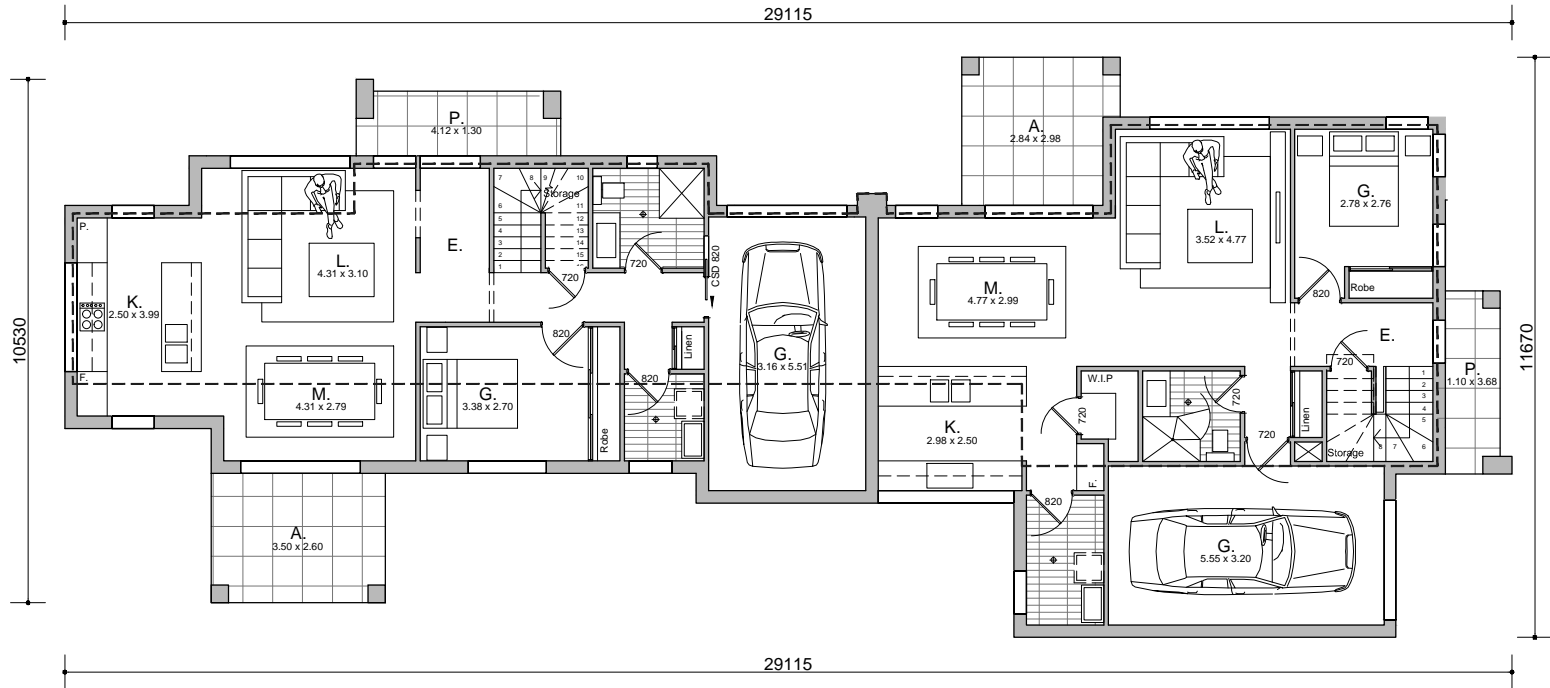 29115
10530
11670
P.
4.12 x 1.30
A.
2.84 x 2.98
L.
3.52 x 4.77
G.
2.78 x 2.76
Robe
820
7
8
9
10
6
11
5
12
4
13
3
14
2
15
1
16
Storage
E.
720
720
CSD 820
P.
L.
4.31 x 3.10
K.
2.50 x 3.99
F.
M.
4.31 x 2.79
820
G.
3.38 x 2.70
Robe
Linen
820
G.
3.16 x 5.51
M.
4.77 x 2.99
E.
720
P.
1.10 x 3.68
W.I.P
720
K.
2.98 x 2.50
720
720
Linen
1
2
3
4
5
6
7
8
Storage
F.
820
G.
5.55 x 3.20
A.
3.50 x 2.60
29115